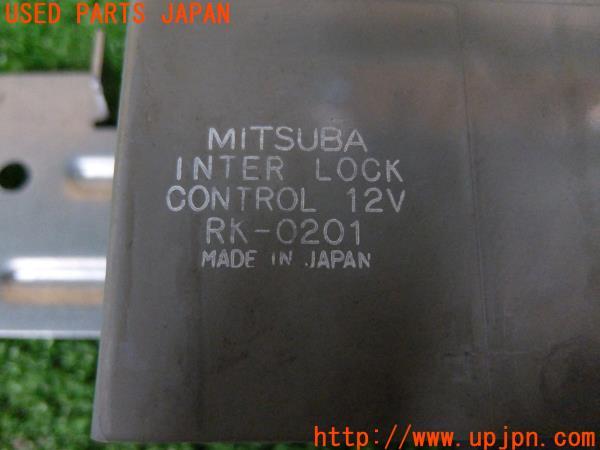 USED PARTS JAPAN
MITSUBA
INTER LOCK
CONTROL 12V
RK-0201
MADE IN JAPAN
http://www.upjpn.com/